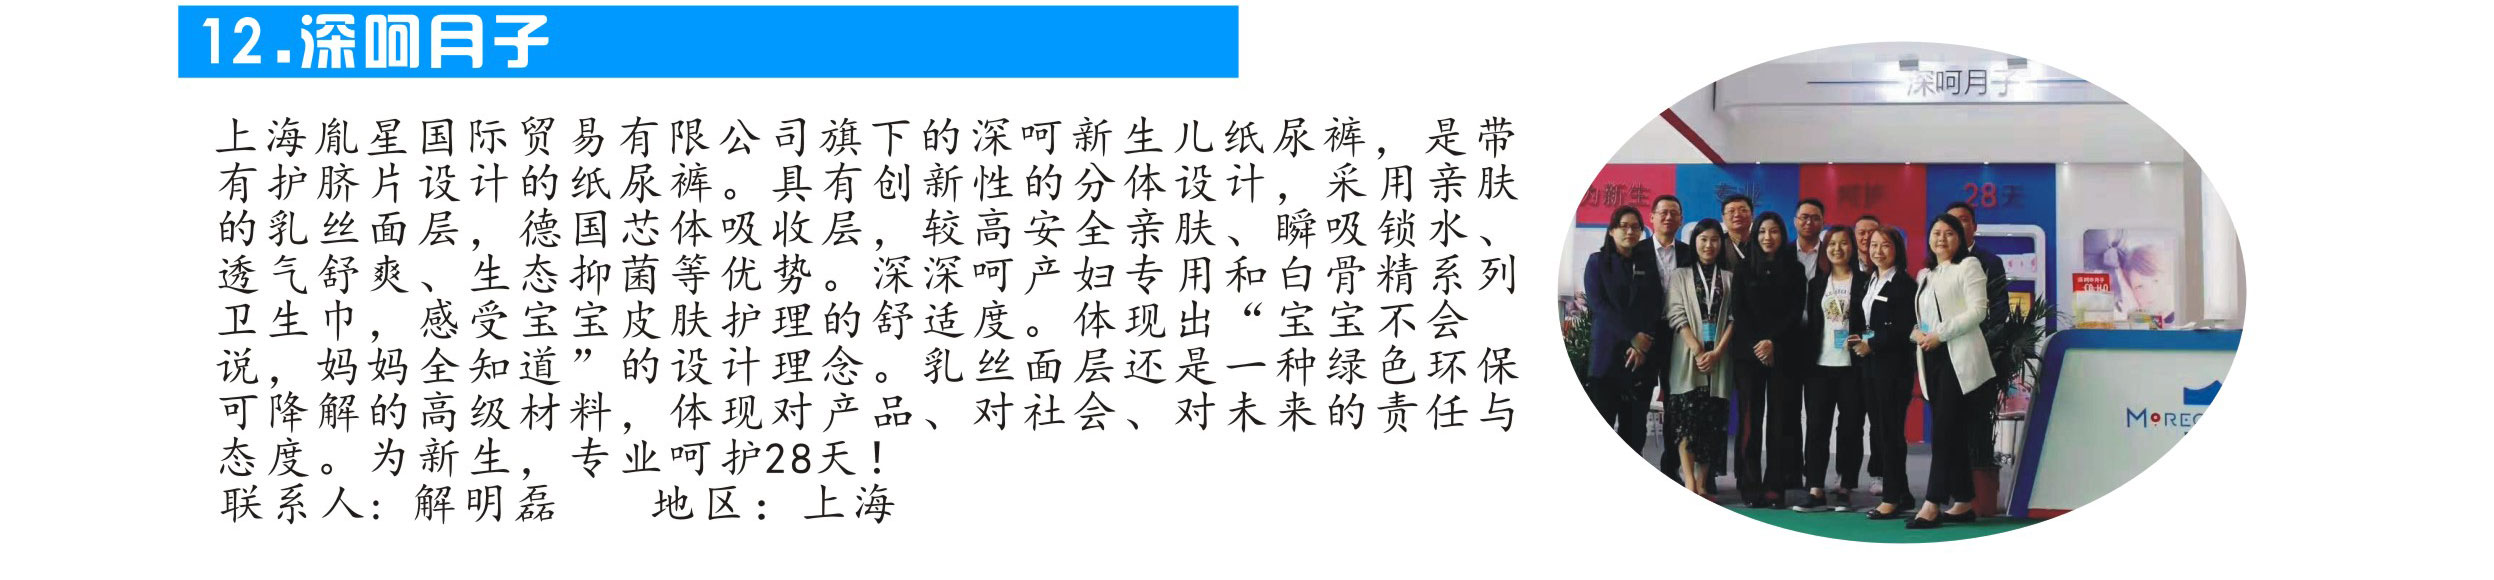 12.深呵月子
上海胤星国际贸易有限公司旗下的深呵新生儿纸尿裤，是带
有护脐片设计的纸尿裤。具有创新性的分体设计，采用亲肤
的乳丝面层，德国芯体吸收层，较高安全亲肤、瞬吸锁水、
透气舒爽、生态抑菌等优势。深深呵产妇专用和白骨精系列
卫生巾，感受宝宝皮肤护理的舒适度。体现出“宝宝不会
说，妈妈全知道”的设计理念。乳丝面层还是一种绿色环保
可降解的高级材料，体现对产品、对社会、对未来的责任与
态度。为新生，专业呵护28天！
联系人：解明磊 地区：上海
深呵月子
为新生 专业 呵护 28天